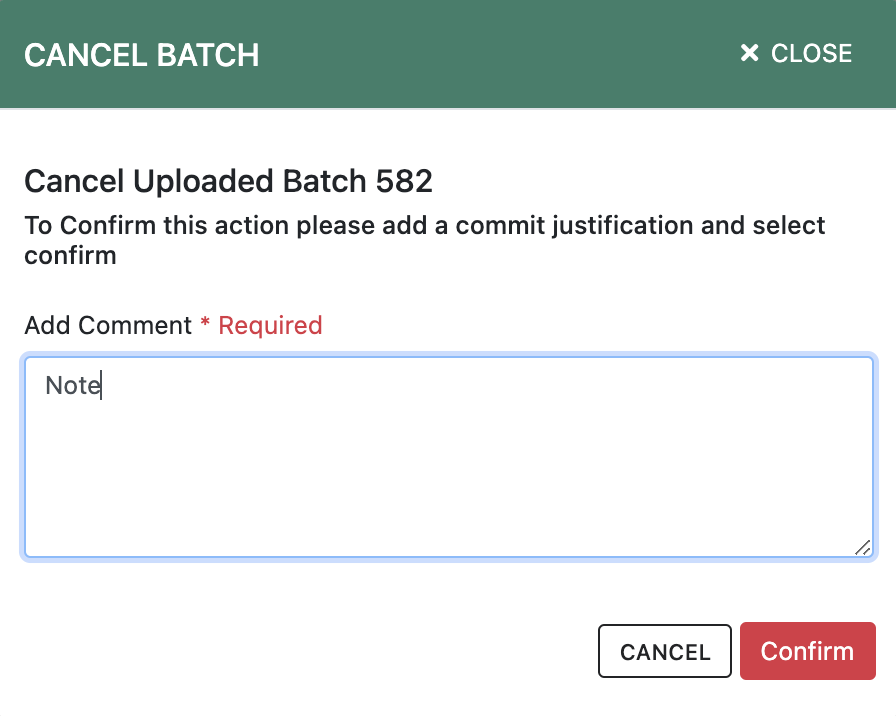 CANCEL BATCH
× CLOSE
Cancel Uploaded Batch 582
To Confirm this action please add a commit justification and select
confirm
Add Comment * Required
Note
CANCEL
Confirm